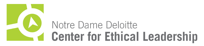 Notre Dame Deloitte
Center for Ethical Leadership